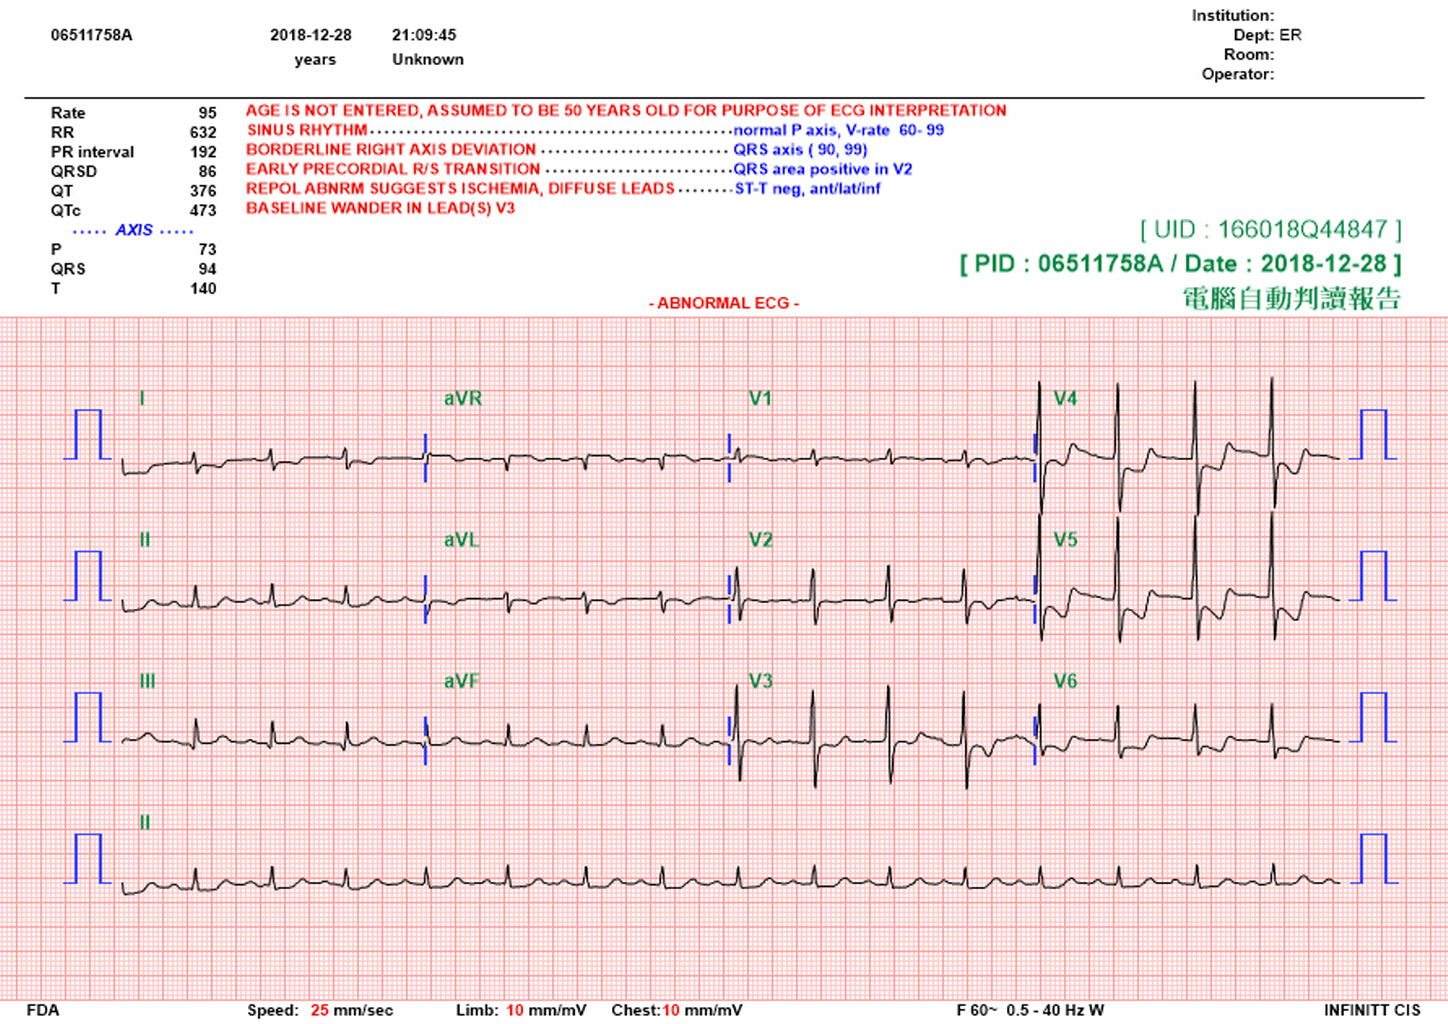 Institution:
06511758A 2018-12-28 21:09:45 Dept: ER
years Unknown Room:
Operator:
Rate 95 AGE IS NOT ENTERED, ASSUMED TO BE 50 YEARS OLD FOR PURPOSE OF ECG INTERPRETATION
RR 632 SINUS RHYTHM normal P axis, V-rate 60- 99
PR interval 192 BORDERLINE RIGHT AXIS DEVIATION QRS axis ( 90, 99)
QRSD 86 EARLY PRECORDIAL R/S TRANSITION QRS area positive in V2
QT 376 REPOL ABNRM SUGGESTS ISCHEMIA, DIFFUSE LEADS ST-T neg, ant/lat/inf
QTc 473 BASELINE WANDER IN LEAD(S) V3
..... AXIS .....
[ UID : 166018Q44847 ]
P 73
QRS 94
[ PID : 06511758A / Date : 2018-12-28 ]
T 140
電腦自動判讀報告
- ABNORMAL ECG -
I aVR V1 V4
II aVL V2 V5
III aVF V3 V6
II
FDA Speed: 25 mm/sec Limb: 10 mm/mV Chest:10 mm/mV F 60~ 0.5 - 40 Hz W INFINITT CIS